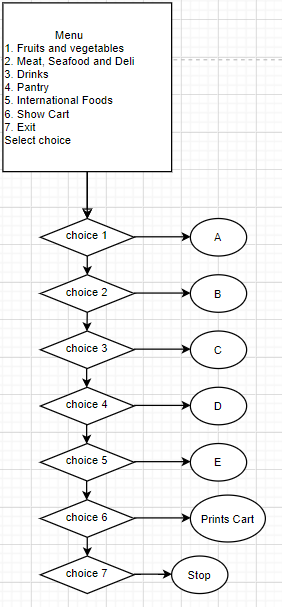 Menu
1. Fruits and vegetables
2. Meat, Seafood and Deli
3. Drinks
4. Pantry
5. International Foods
6. Show Cart
7. Exit
Select choice
choice 1
A
choice 2
B
choice 3
C
choice 4
D
choice 5
E
choice 6
Prints Cart
choice 7
Stop